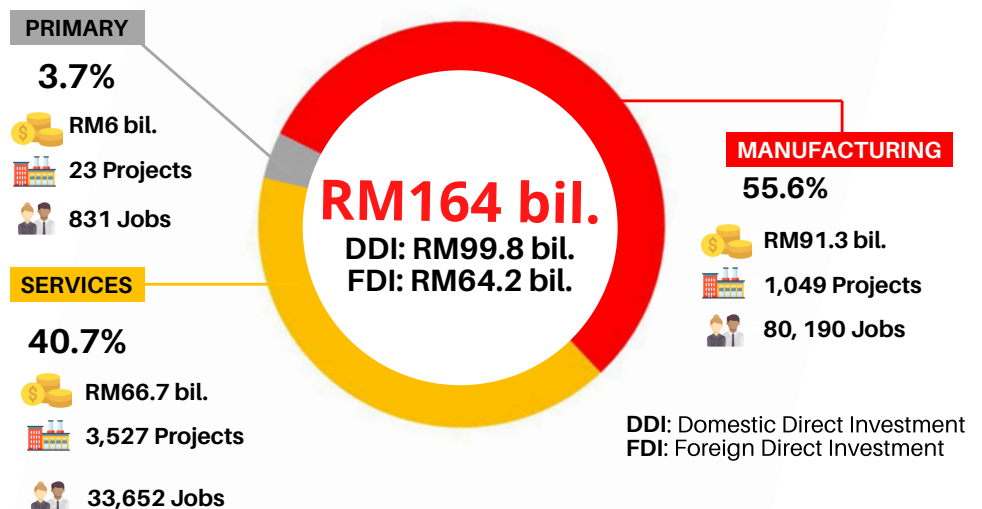 PRIMARY
3.7%
RM6 bil.
23 Projects
831 Jobs
SERVICES
40.7%
RM66.7 bil.
3,527 Projects
33,652 Jobs
RM164 bil.
DDI: RM99.8 bil.
FDI: RM64.2 bil.
MANUFACTURING
55.6%
RM91.3 bil.
1,049 Projects
80, 190 Jobs
DDI: Domestic Direct Investment
FDI: Foreign Direct Investment